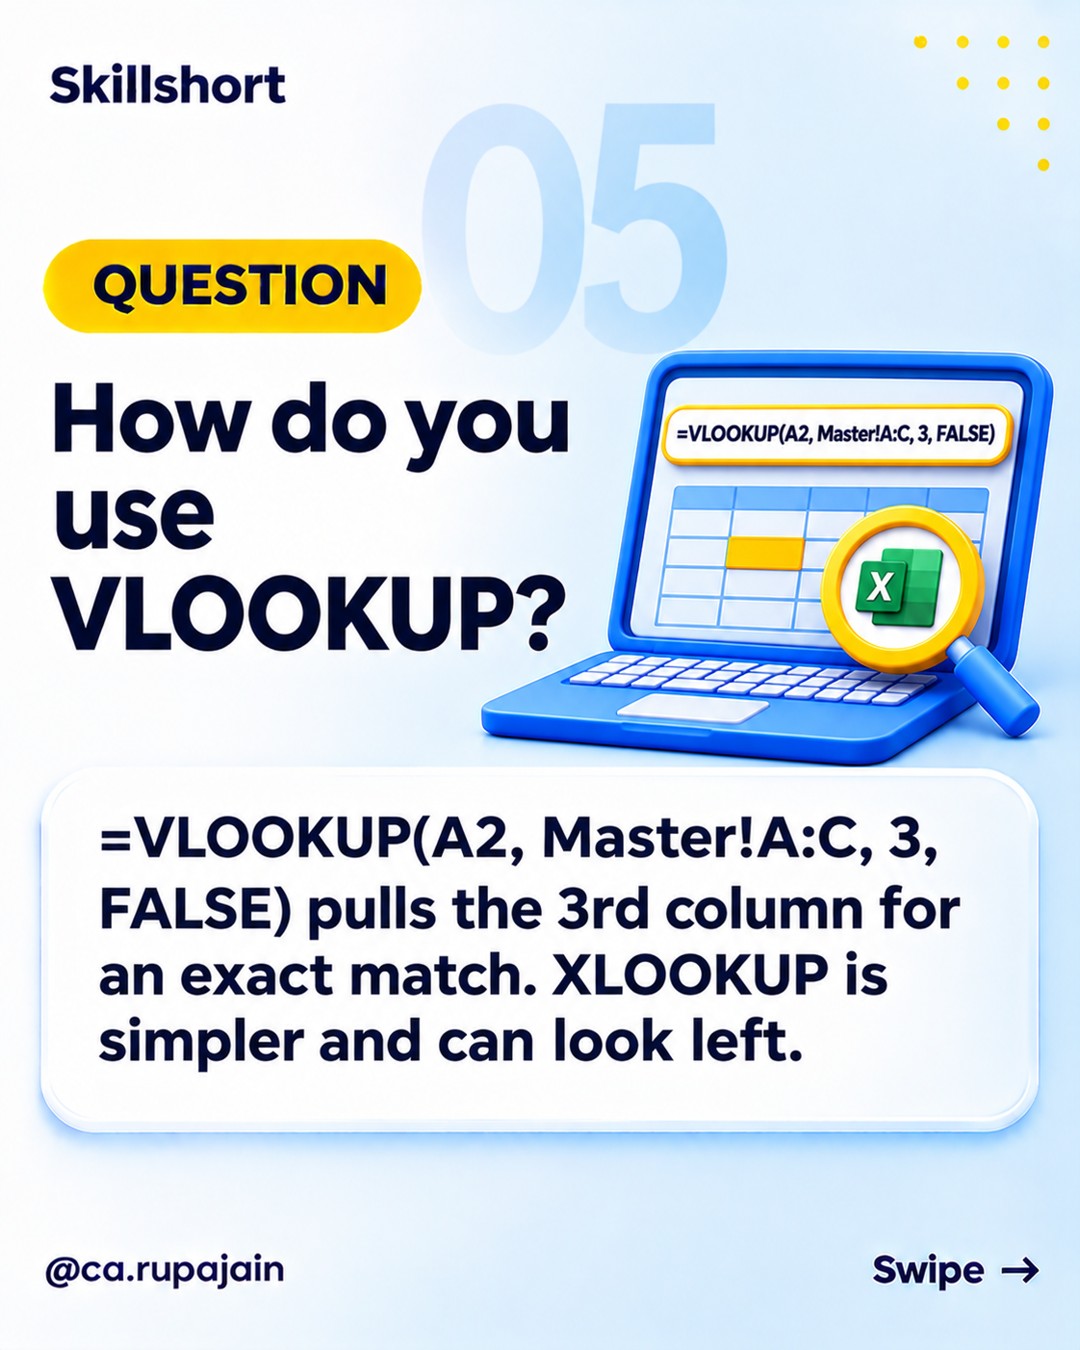 Skillshort
05
QUESTION
How do you
use
VLOOKUP?
=VLOOKUP(A2, Master!A:C, 3, FALSE)
X
=VLOOKUP(A2, Master!A:C, 3,
FALSE) pulls the 3rd column for
an exact match. XLOOKUP is
simpler and can look left.
@ca.rupajain
Swipe →